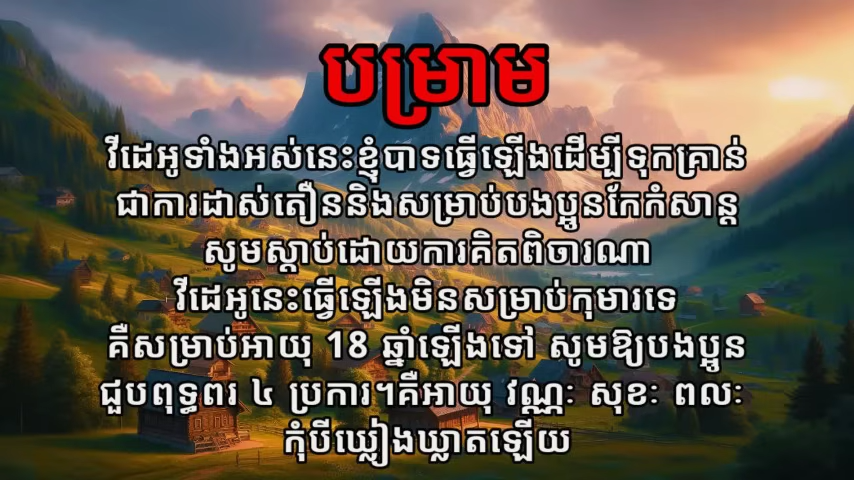 បម្រាម
វីដេអូទាំងអស់នេះខ្ញុំបាទធ្វើឡើងដើម្បីទុកគ្រាន់
ជាការដាស់តឿននិងសម្រាប់បងប្អូនកែកំសាន្ត
សូមស្តាប់ដោយការគិតពិចារណា
វីដេអូនេះធ្វើឡើងមិនសម្រាប់កុមារទេ
គឺសម្រាប់អាយុ 18 ឆ្នាំឡើងទៅ សូមឱ្យបងប្អូន
ជួបពុទ្ធពរ ៤ ប្រការ។គឺអាយុ វណ្ណៈ សុខៈ ពលៈ
កុំបីឃ្លៀងឃ្លាតឡើយ